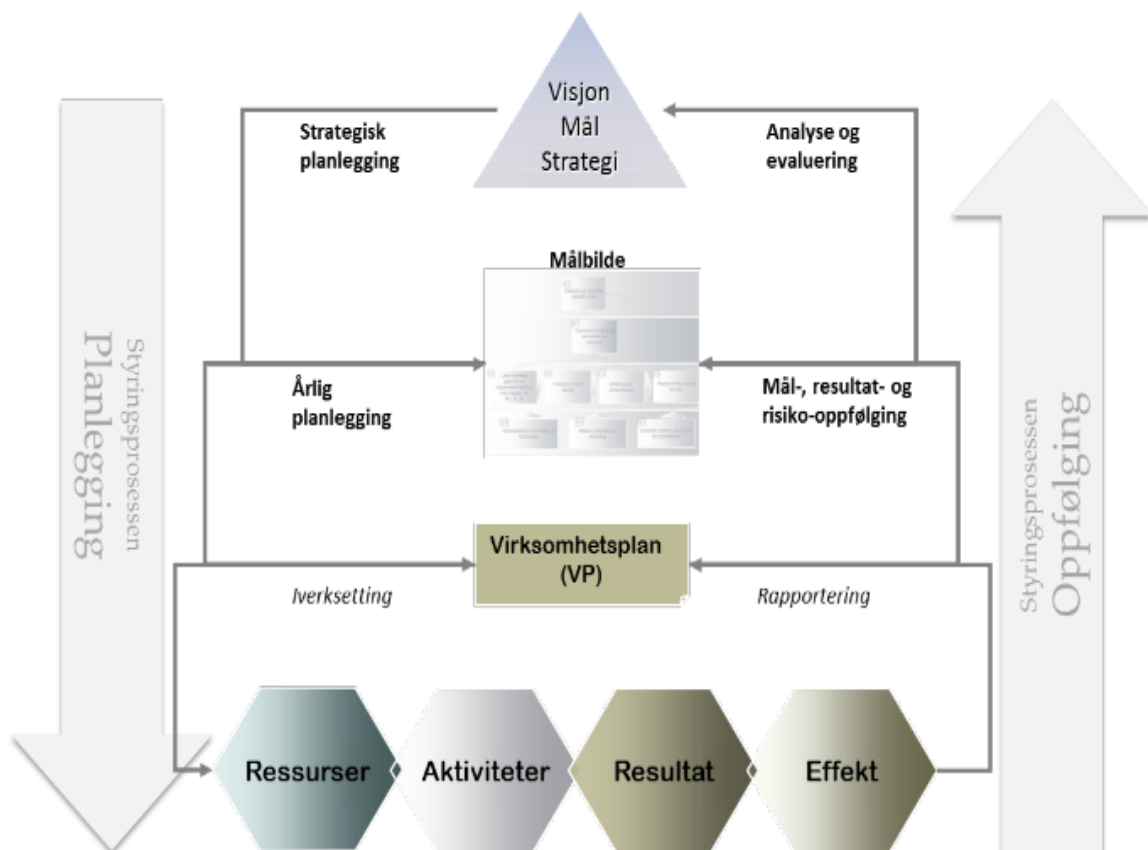 Visjon
Mål
Strategi
Strategisk
planlegging
Analyse og
evaluering
Målbilde
Årlig
planlegging
Mål-, resultat- og
risiko-oppfølging
Styringsprosessen
Planlegging
Styringsprosessen
Oppfølging
Virksomhetsplan
(VP)
Iverksetting
Rapportering
Ressurser
Aktiviteter
Resultat
Effekt